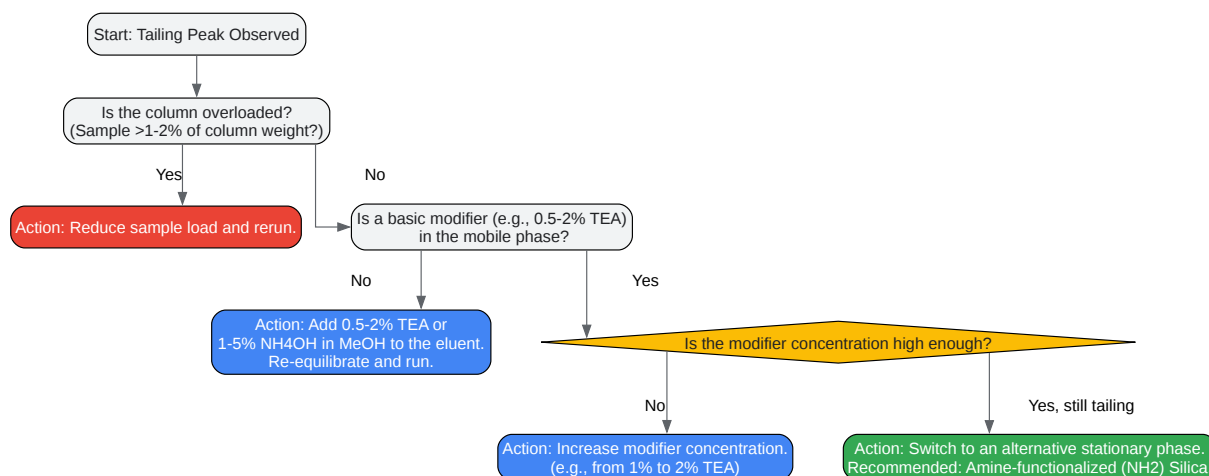 Start: Tailing Peak Observed
Is the column overloaded?
(Sample >1-2% of column weight?)
Yes
No
Action: Reduce sample load and rerun.
Is a basic modifier (e.g., 0.5-2% TEA)
in the mobile phase?
No
Yes
Action: Add 0.5-2% TEA or
1-5% NH4OH in MeOH to the eluent.
Re-equilibrate and run.
Is the modifier concentration high enough?
No
Yes, still tailing
Action: Increase modifier concentration.
(e.g., from 1% to 2% TEA)
Action: Switch to an alternative stationary phase.
Recommended: Amine-functionalized (NH2) Silica